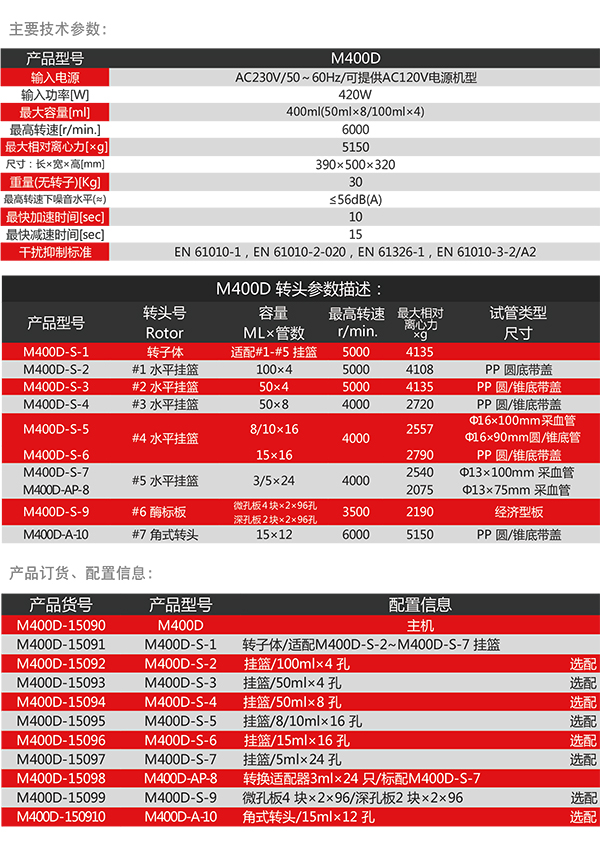 主要技术参数:
产品型号 M400D
输入电源 AC230V/50～60Hz/可提供AC120V电源机型
输入功率[W] 420W
最大容量[ml] 400ml(50ml×8/100ml×4)
最高转速[r/min.] 6000
最大相对离心力[×g] 5150
尺寸：长×宽×高[mm] 390×500×320
重量(无转子)[Kg] 30
最高转速下噪音水平(≈) ≤56dB(A)
最快加速时间[sec] 10
最快减速时间[sec] 15
干扰抑制标准 EN 61010-1，EN 61010-2-020，EN 61326-1，EN 61010-3-2/A2
M400D 转头参数描述：
产品型号 转头号 Rotor 容量 ML×管数 最高转速 r/min. 最大相对离心力 ×g 试管类型 尺寸
M400D-S-1 转子体 适配#1-#5 挂篮 5000 4135
M400D-S-2 #1 水平挂篮 100×4 5000 4108 PP 圆底带盖
M400D-S-3 #2 水平挂篮 50×4 5000 4135 PP 圆/锥底带盖
M400D-S-4 #3 水平挂篮 50×8 4000 2720 PP 圆/锥底带盖
M400D-S-5 #4 水平挂篮 8/10×16 4000 2557 Φ16×100mm采血管
Φ16×90mm圆/锥底管
M400D-S-6 15×16 2790 PP 圆/锥底带盖
M400D-S-7 #5 水平挂篮 3/5×24 4000 2540 Φ13×100mm 采血管
M400D-AP-8 2075 Φ13×75mm 采血管
M400D-S-9 #6 酶标板 微孔板4 块×2×96孔 3500 2190 经济型板
深孔板2 块×2×96孔
M400D-A-10 #7 角式转头 15×12 6000 5150 PP 圆/锥底带盖
产品订货、配置信息:
产品货号 产品型号 配置信息
M400D-15090 M400D 主机
M400D-15091 M400D-S-1 转子体/适配M400D-S-2~M400D-S-7 挂篮
M400D-15092 M400D-S-2 挂篮/100ml×4 孔 选配
M400D-15093 M400D-S-3 挂篮/50ml×4 孔 选配
M400D-15094 M400D-S-4 挂篮/50ml×8 孔 选配
M400D-15095 M400D-S-5 挂篮/8/10ml×16 孔 选配
M400D-15096 M400D-S-6 挂篮/15ml×16 孔 选配
M400D-15097 M400D-S-7 挂篮/5ml×24 孔 选配
M400D-15098 M400D-AP-8 转换适配器3ml×24 只/标配M400D-S-7
M400D-15099 M400D-S-9 微孔板4 块×2×96/深孔板2 块×2×96 选配
M400D-150910 M400D-A-10 角式转头/15ml×12 孔 选配